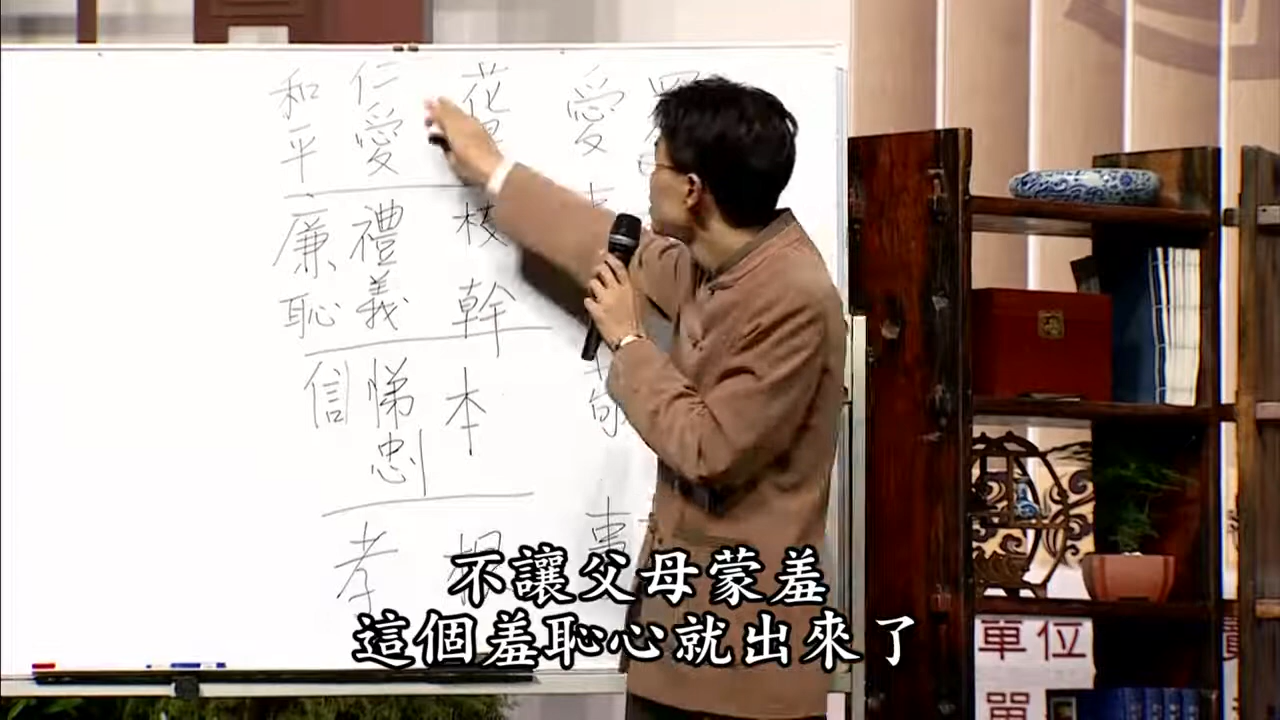 愛
花
枝
幹
本
仁愛
和平
禮義
廉恥
悌忠
信
孝
不讓父母蒙羞
這個羞恥心就出來了
單位